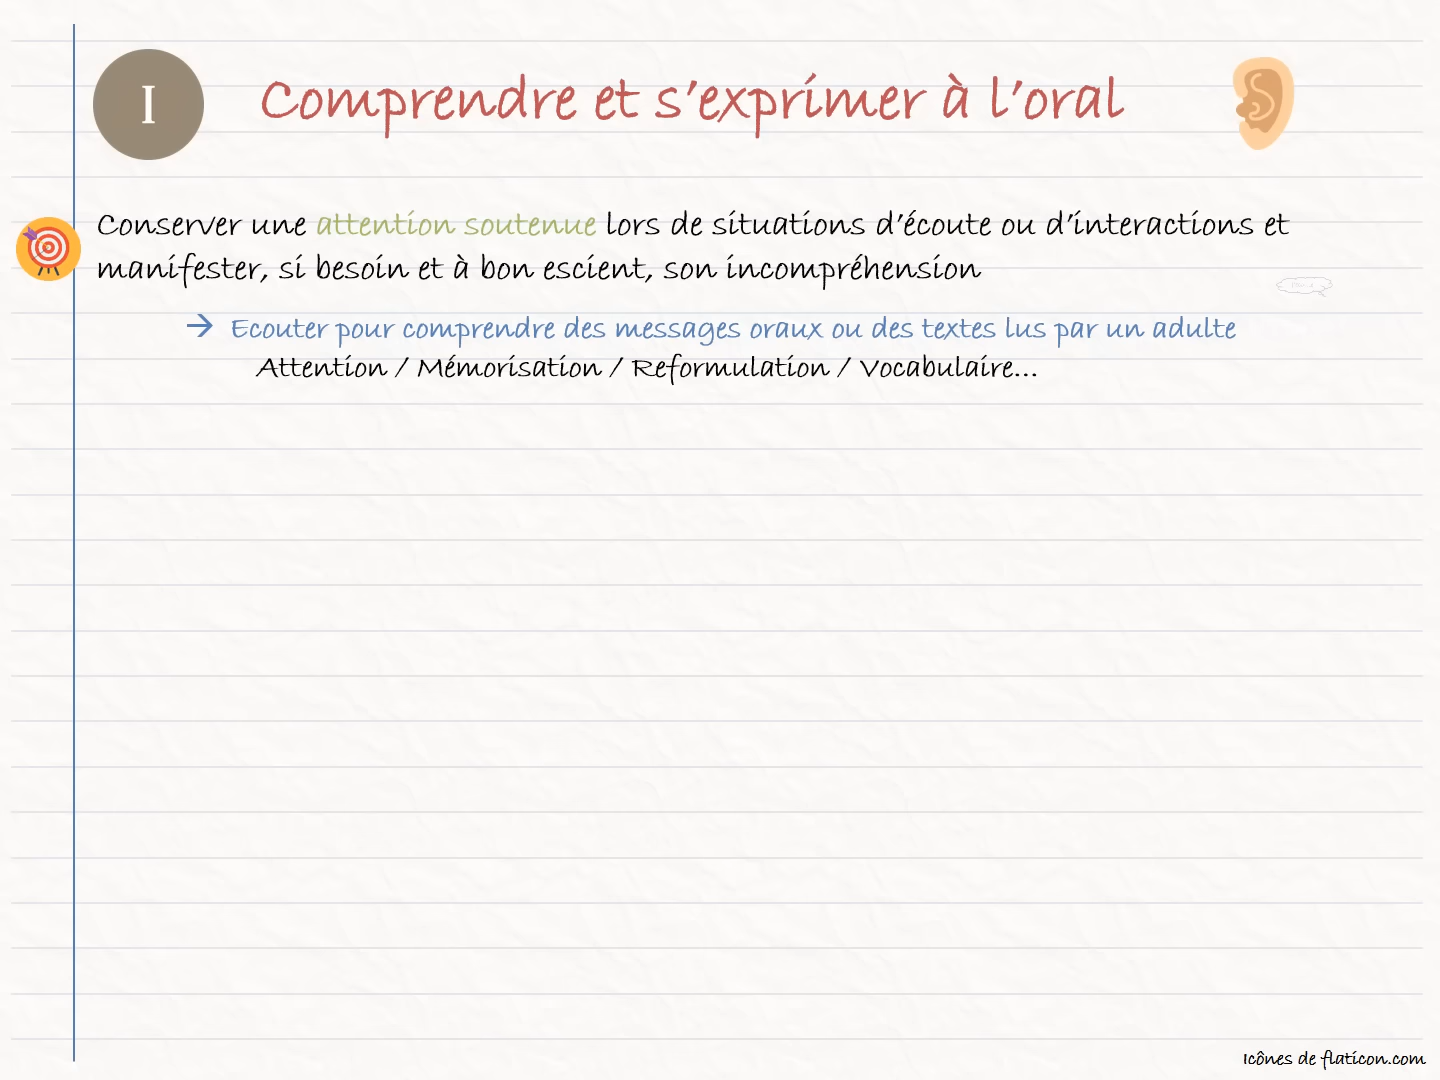 I
Comprendre et s’exprimer à l’oral
Conserver une attention soutenue lors de situations d’écoute ou d’interactions et
manifester, si besoin et à bon escient, son incompréhension
→ Ecouter pour comprendre des messages oraux ou des textes lus par un adulte
Attention / Mémorisation / Reformulation / Vocabulaire…
Icônes de flaticon.com